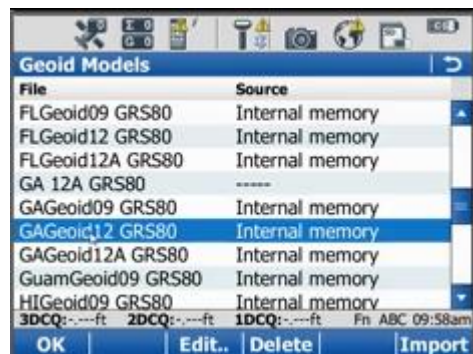 Geoid Models
File Source
FLGeoid09 GRS80 Internal memory
FLGeoid12 GRS80 Internal memory
FLGeoid12A GRS80 Internal memory
GA 12A GRS80 -----
GAGeoid09 GRS80 Internal memory
GAGeoid12 GRS80 Internal memory
GAGeoid12A GRS80 Internal memory
GuamGeoid09 GRS80 Internal memory
HIGeoid09 GRS80 Internal memory
3DCQ:-.---ft 2DCQ:-.---ft 1DCQ:-.---ft Fn ABC 09:58am
OK Edit.. Delete Import